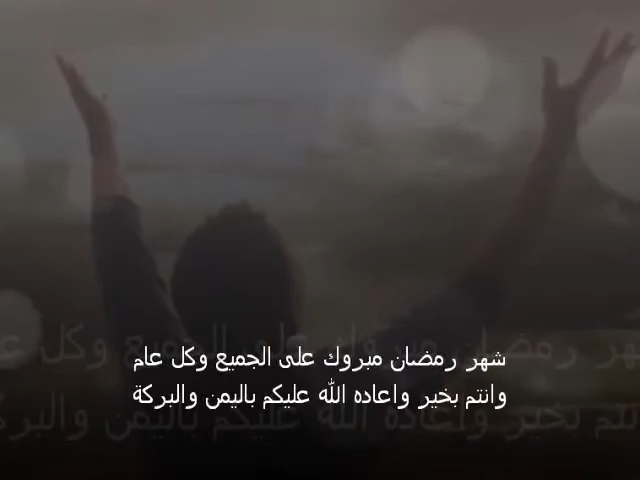 شهر رمضان مبروك على الجميع وكل عام
وانتم بخير واعاده الله عليكم باليمن والبركة